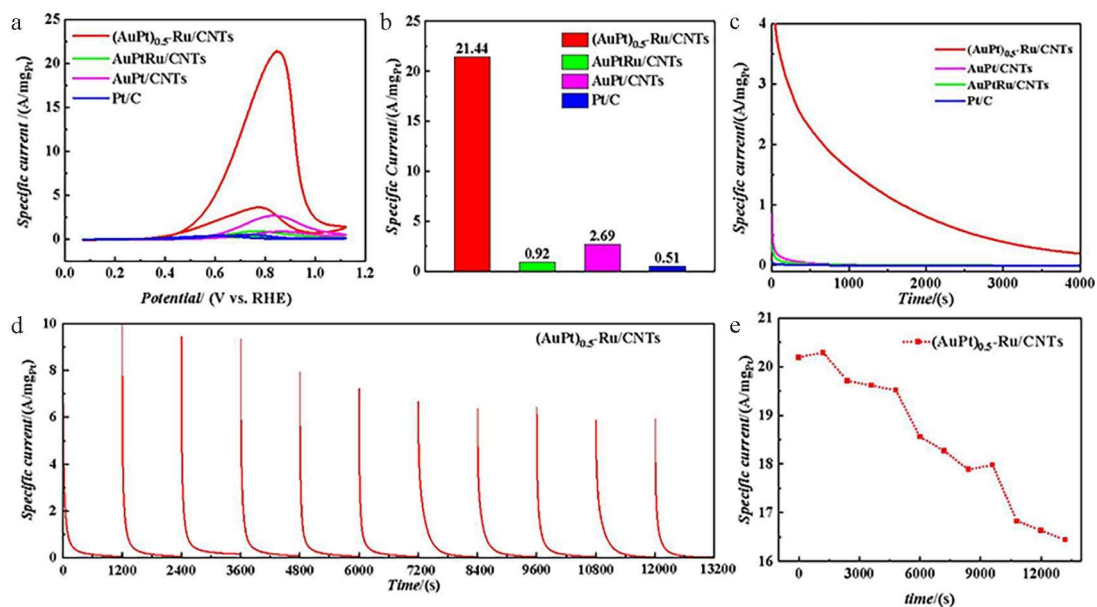 a
25
20
15
10
5
0
Specific current /(A/mgPt)
(AuPt)0.5-Ru/CNTs
AuPtRu/CNTs
AuPt/CNTs
Pt/C
0.0 0.2 0.4 0.6 0.8 1.0 1.2
Potential/ (V vs. RHE)
b
25
20
15
10
5
0
Specific Current/(A/mgPt)
21.44
0.92
2.69
0.51
(AuPt)0.5-Ru/CNTs
AuPtRu/CNTs
AuPt/CNTs
Pt/C
c
4
3
2
1
0
Specific current/(A/mgPt)
(AuPt)0.5-Ru/CNTs
AuPt/CNTs
AuPtRu/CNTs
Pt/C
0 1000 2000 3000 4000
Time/(s)
d
10
8
6
4
2
0
Specific current/(A/mgPt)
(AuPt)0.5-Ru/CNTs
0 1200 2400 3600 4800 6000 7200 8400 9600 10800 12000 13200
Time/(s)
e
21
20
19
18
17
16
Specific current/(A/mgPt)
(AuPt)0.5-Ru/CNTs
0 3000 6000 9000 12000
time/(s)